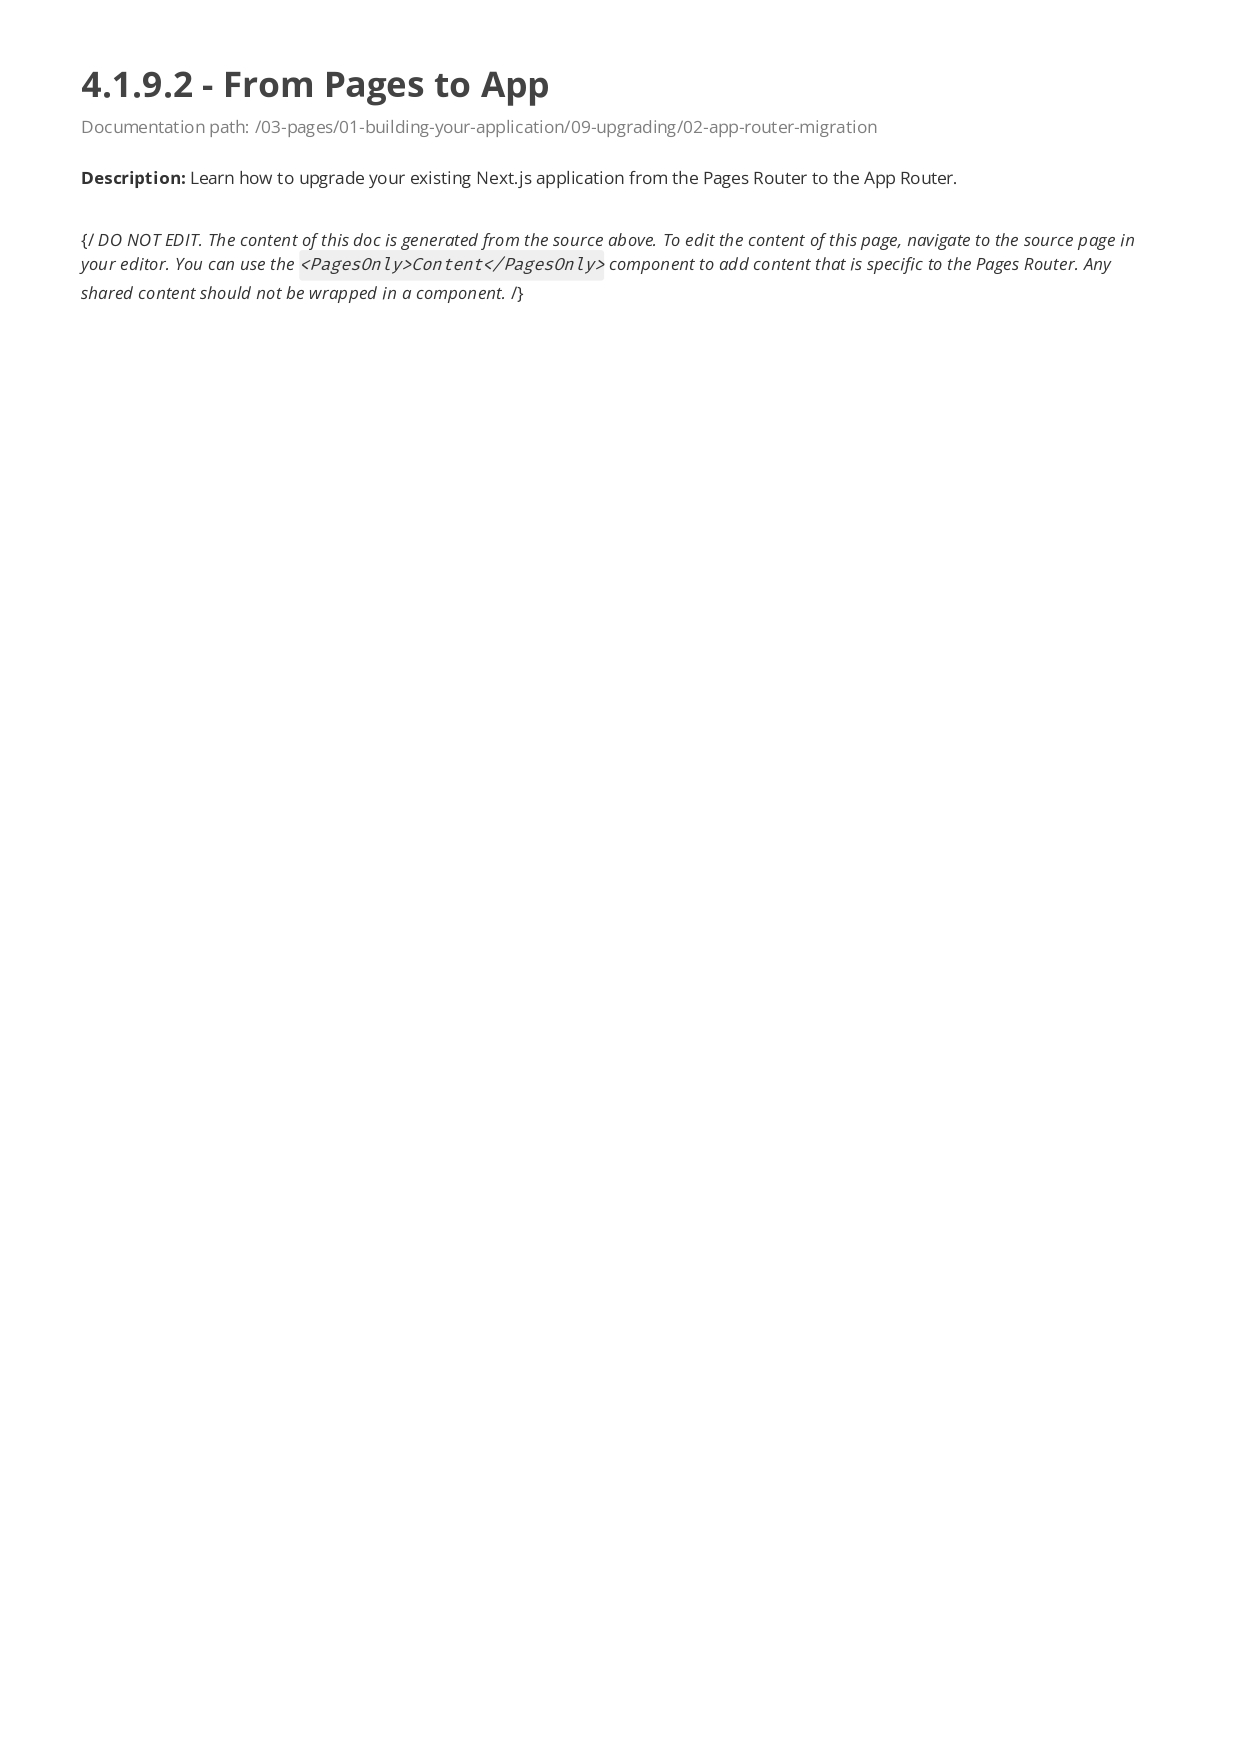 4.1.9.2 - From Pages to App
Documentation path: /03-pages/01-building-your-application/09-upgrading/02-app-router-migration
Description: Learn how to upgrade your existing Next.js application from the Pages Router to the App Router.
{/ DO NOT EDIT. The content of this doc is generated from the source above. To edit the content of this page, navigate to the source page in
your editor. You can use the <PagesOnly>Content</PagesOnly> component to add content that is specific to the Pages Router. Any
shared content should not be wrapped in a component. /}